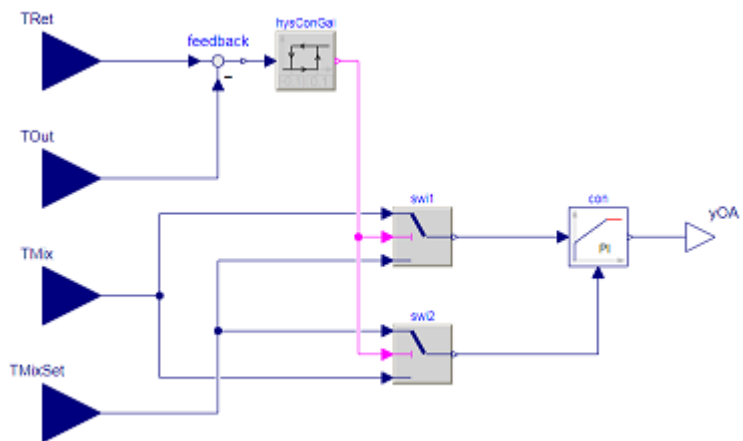 TRet
hysConGai
feedback
TOut
swi1
con
yOA
PI
TMix
swi2
TMixSet